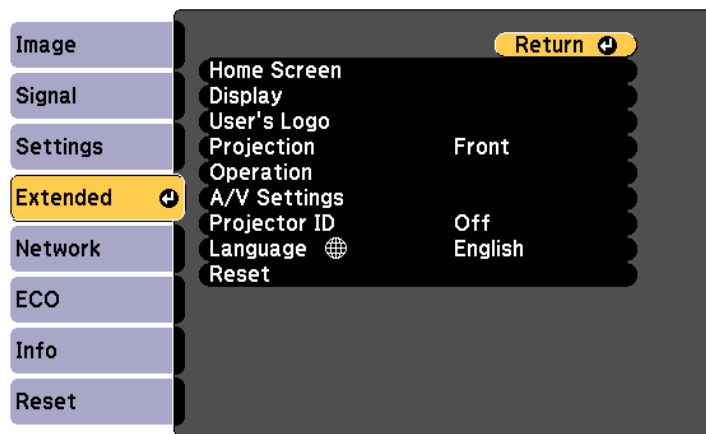 Image
Signal
Settings
Extended
Network
ECO
Info
Reset
Return
Home Screen
Display
User's Logo
Projection Front
Operation
A/V Settings
Projector ID Off
Language English
Reset